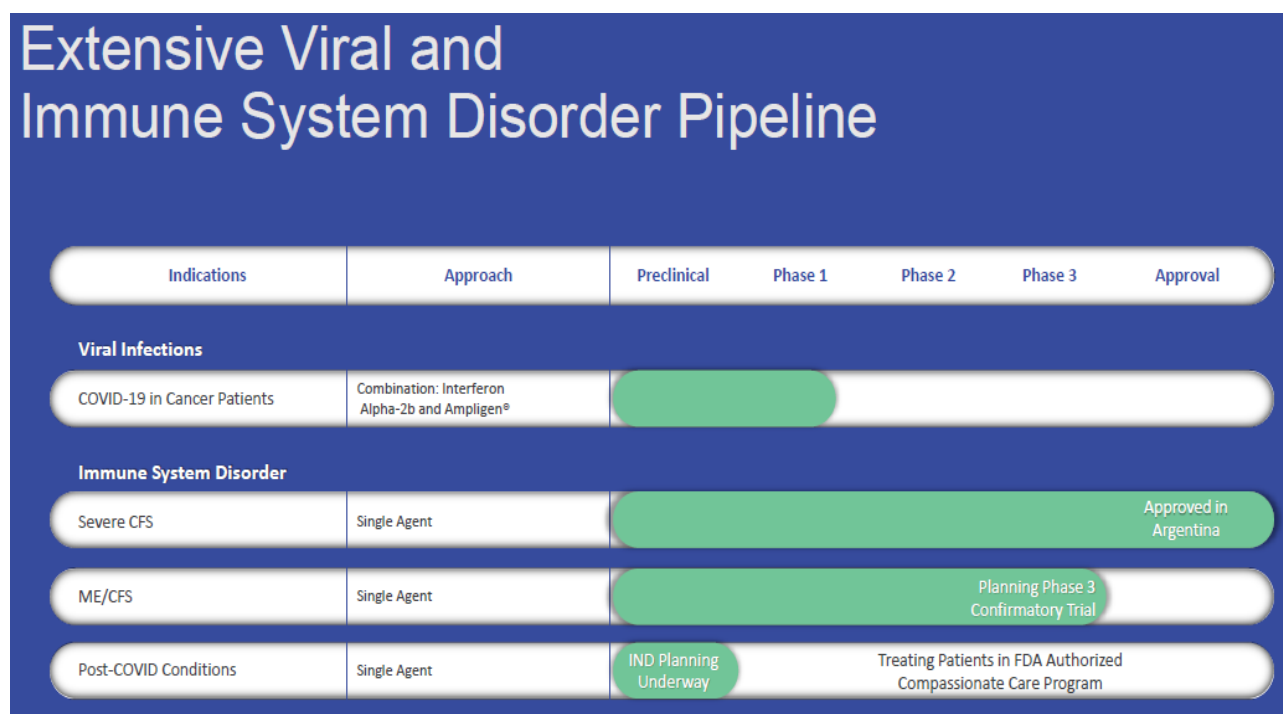 Extensive Viral and
Immune System Disorder Pipeline
Indications Approach Preclinical Phase 1 Phase 2 Phase 3 Approval
Viral Infections
COVID-19 in Cancer Patients
Combination: Interferon
Alpha-2b and Ampligen®
Immune System Disorder
Severe CFS
Single Agent
Approved in
Argentina
ME/CFS
Single Agent
Planning Phase 3
Confirmatory Trial
Post-COVID Conditions
Single Agent
IND Planning
Underway
Treating Patients in FDA Authorized
Compassionate Care Program